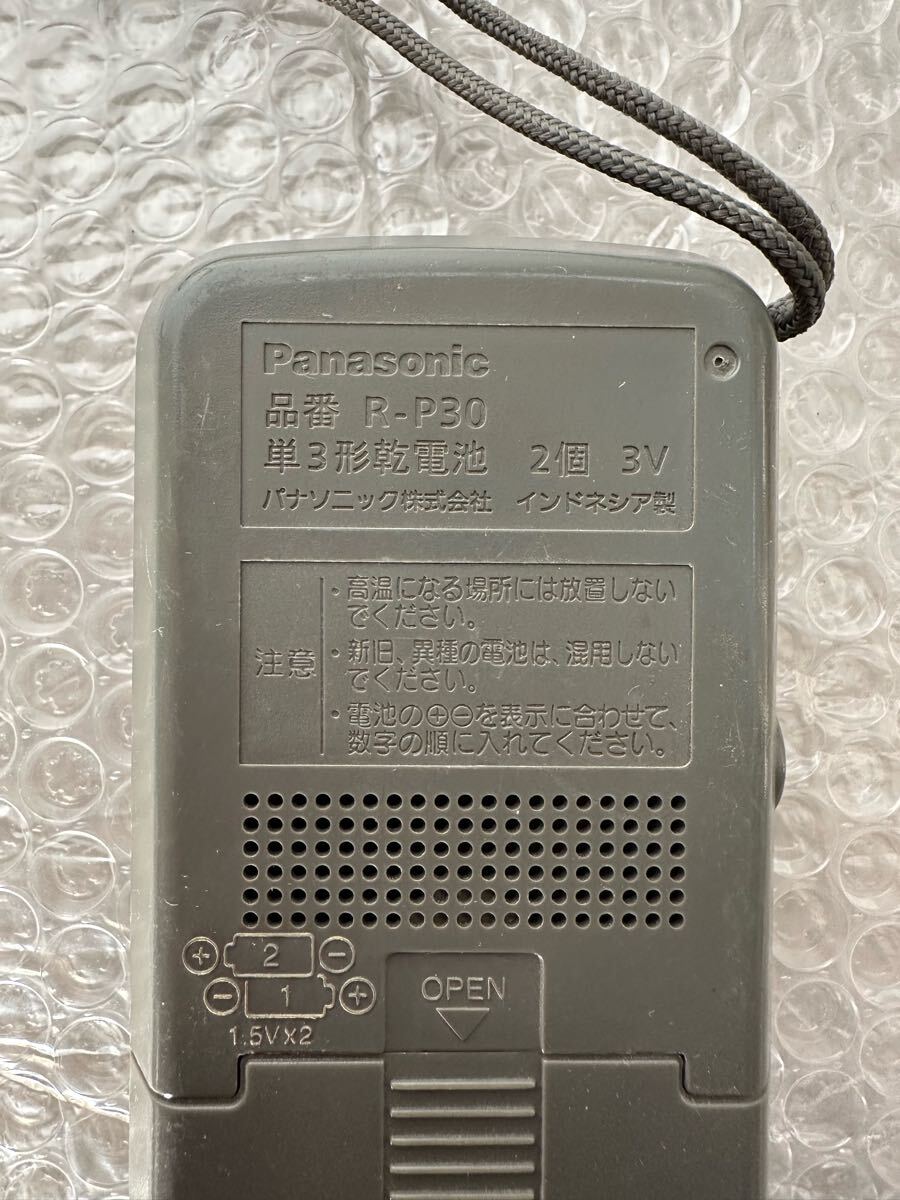 Panasonic
品番 R-P30
単3形乾電池 2個 3V
パナソニック株式会社 インドネシア製
注意
・高温になる場所には放置しない
でください。
・新旧、異種の電池は、混用しない
でください。
・電池の⊕⊖を表示に合わせて、
数字の順に入れてください。
⊕ 2 ⊖
⊖ 1 ⊕
1.5V×2
OPEN